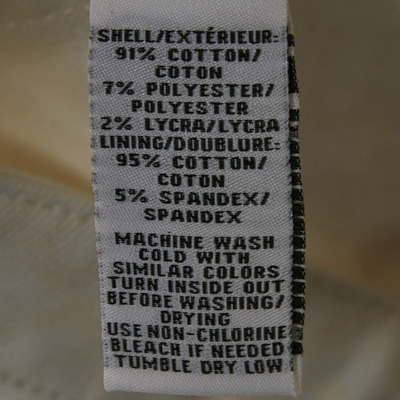 SHELL/EXTÉRIEUR:
91% COTTON/
COTON
7% POLYESTER/
POLYESTER
2% LYCRA/LYCRA
LINING/DOUBLURE:
95% COTTON/
COTON
5% SPANDEX/
SPANDEX
MACHINE WASH
COLD WITH
SIMILAR COLORS
TURN INSIDE OUT
BEFORE WASHING/
DRYING
USE NON-CHLORINE
BLEACH IF NEEDED
TUMBLE DRY LOW